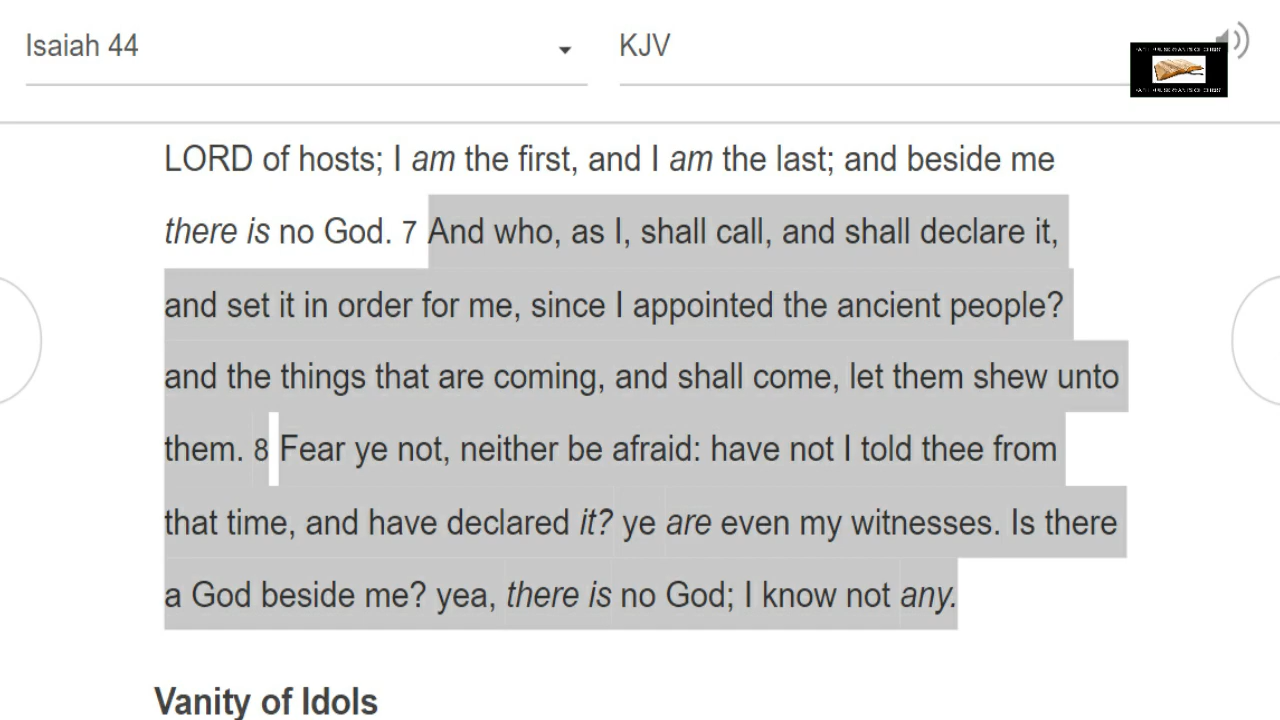 Isaiah 44
KJV
LORD of hosts; I am the first, and I am the last; and beside me
there is no God. 7 And who, as I, shall call, and shall declare it,
and set it in order for me, since I appointed the ancient people?
and the things that are coming, and shall come, let them shew unto
them. 8 Fear ye not, neither be afraid: have not I told thee from
that time, and have declared it? ye are even my witnesses. Is there
a God beside me? yea, there is no God; I know not any.
Vanity of Idols